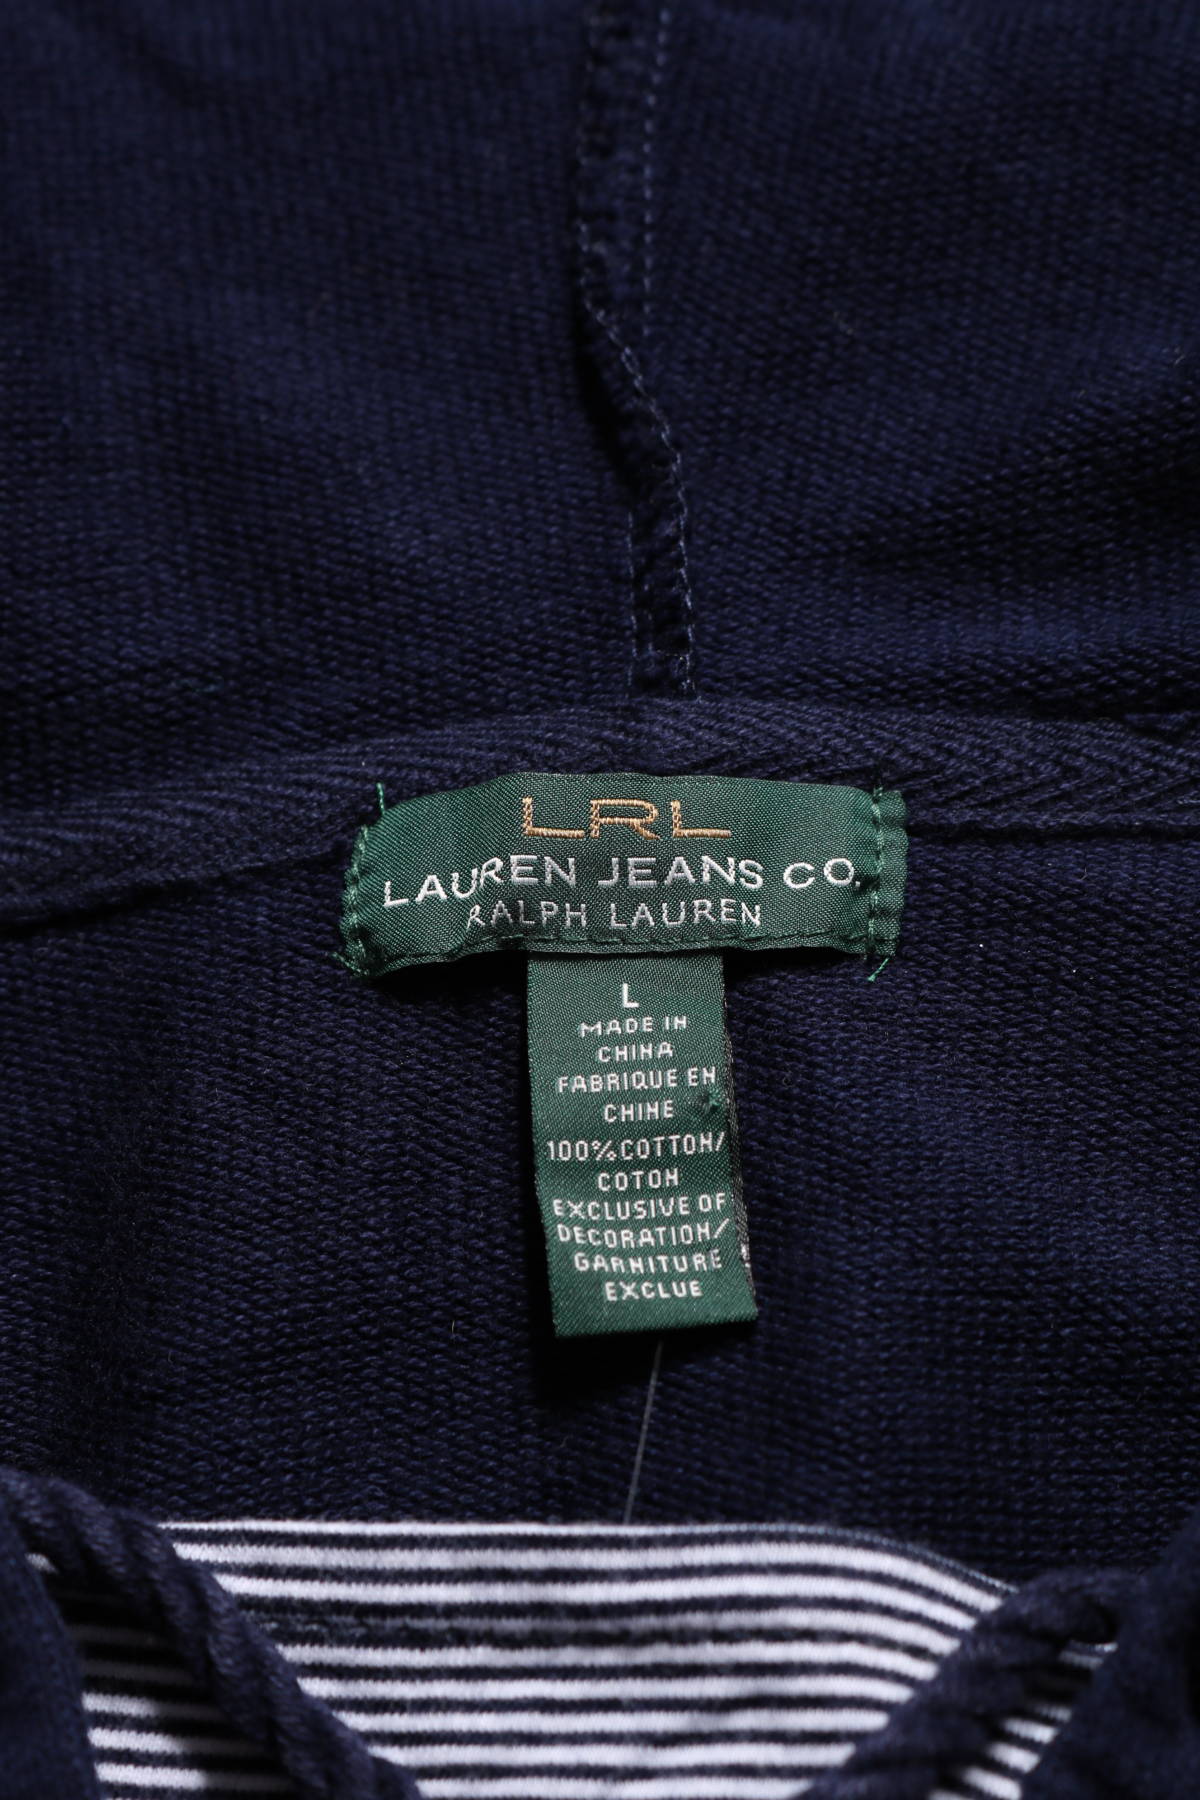 LRL
LAUREN JEANS CO.
RALPH LAUREN
L
MADE IN
CHINA
FABRIQUE EN
CHINE
100%COTTON/
COTON
EXCLUSIVE OF
DECORATION/
GARNITURE
EXCLUE